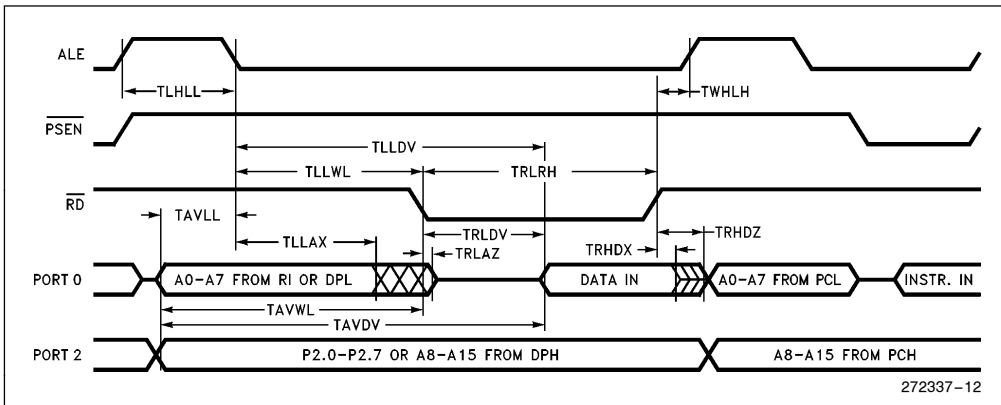 ALE
TLHLL
TWHLH
PSEN
TLLDV
TLLWL
TRLRH
RD
TAVLL
TLLAX
TRLDV
TRLAZ
TRHDX
TRHDZ
PORT 0
A0–A7 FROM RI OR DPL
DATA IN
A0–A7 FROM PCL
INSTR. IN
TAVWL
TAVDV
PORT 2
P2.0–P2.7 OR A8–A15 FROM DPH
A8–A15 FROM PCH
272337–12